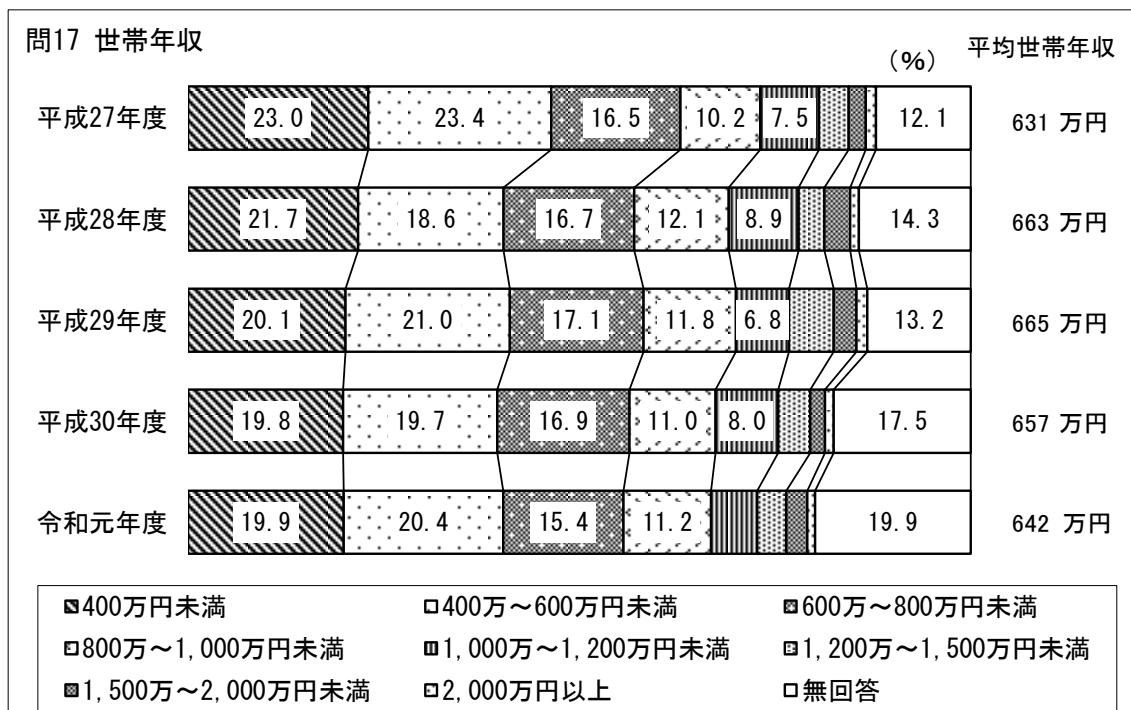 問17 世帯年収
(%) 平均世帯年収
平成27年度 23.0 23.4 16.5 10.2 7.5 12.1 631 万円
平成28年度 21.7 18.6 16.7 12.1 8.9 14.3 663 万円
平成29年度 20.1 21.0 17.1 11.8 6.8 13.2 665 万円
平成30年度 19.8 19.7 16.9 11.0 8.0 17.5 657 万円
令和元年度 19.9 20.4 15.4 11.2 19.9 642 万円
400万円未満 400万～600万円未満 600万～800万円未満
800万～1,000万円未満 1,000万～1,200万円未満 1,200万～1,500万円未満
1,500万～2,000万円未満 2,000万円以上 無回答